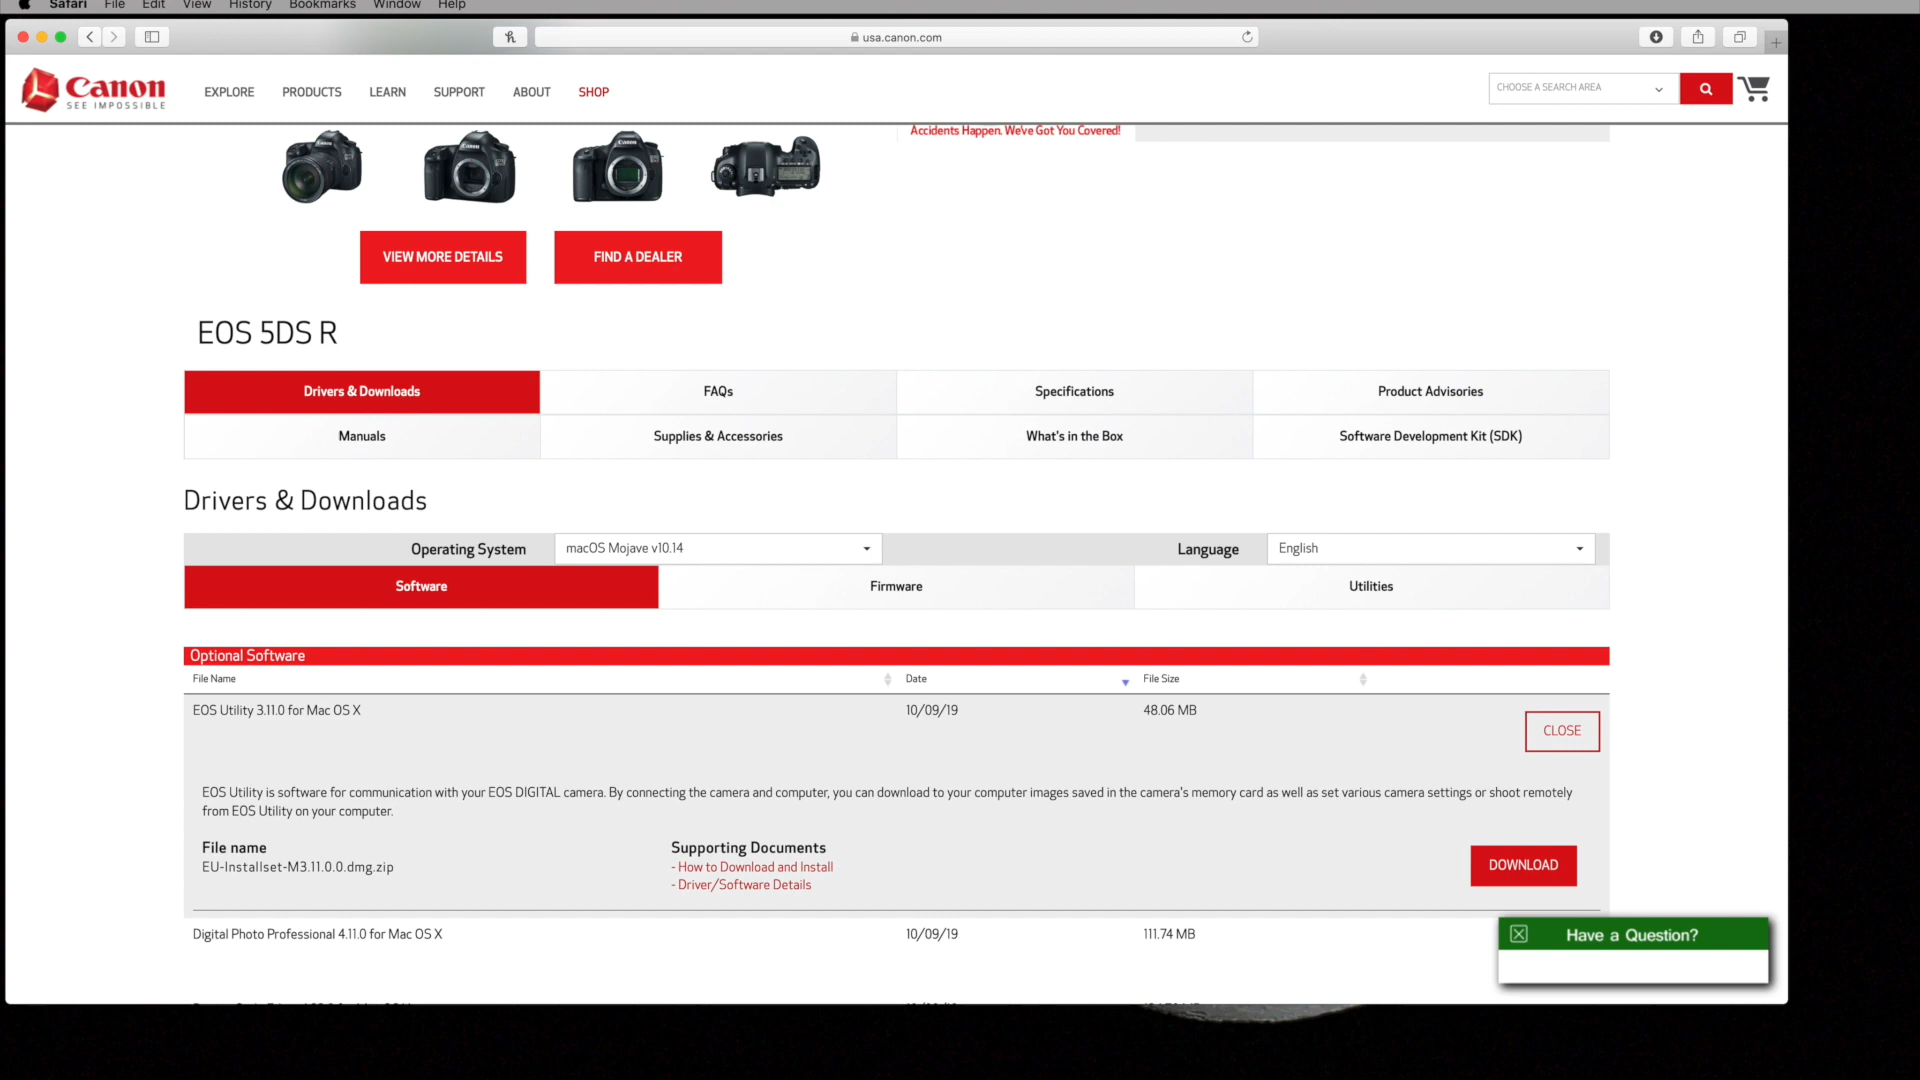 Safari File Edit View History Bookmarks Window Help
usa.canon.com
Canon
SEE IMPOSSIBLE
EXPLORE PRODUCTS LEARN SUPPORT ABOUT SHOP
CHOOSE A SEARCH AREA
Accidents Happen. We've Got You Covered!
VIEW MORE DETAILS FIND A DEALER
EOS 5DS R
Drivers & Downloads FAQs Specifications Product Advisories
Manuals Supplies & Accessories What's in the Box Software Development Kit (SDK)
Drivers & Downloads
Operating System macOS Mojave v10.14 Language English
Software Firmware Utilities
Optional Software
File Name Date File Size
EOS Utility 3.11.0 for Mac OS X 10/09/19 48.06 MB
CLOSE
EOS Utility is software for communication with your EOS DIGITAL camera. By connecting the camera and computer, you can download to your computer images saved in the camera's memory card as well as set various camera settings or shoot remotely
from EOS Utility on your computer.
File name Supporting Documents
EU-Installset-M3.11.0.0.dmg.zip - How to Download and Install
- Driver/Software Details
DOWNLOAD
Digital Photo Professional 4.11.0 for Mac OS X 10/09/19 111.74 MB
Have a Question?